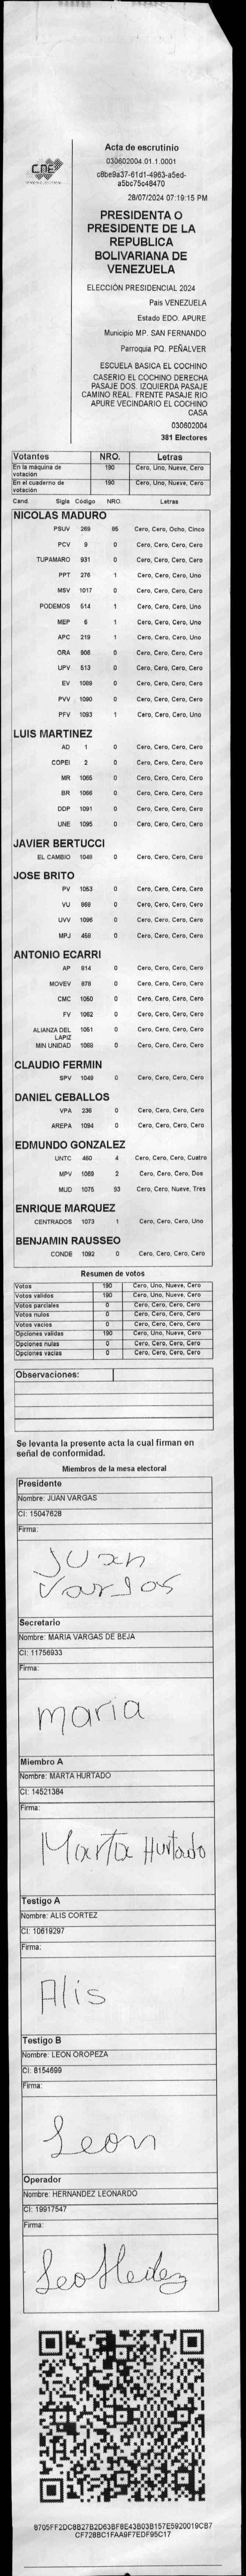 CNE
Acta de escrutinio
030602004.01.1.0001
c8be9a37-61d1-4963-a5ed-
a5bc75c48470
28/07/2024 07:19:15 PM
PRESIDENTA O
PRESIDENTE DE LA
REPUBLICA
BOLIVARIANA DE
VENEZUELA
ELECCIÓN PRESIDENCIAL 2024
Pais VENEZUELA
Estado EDO. APURE
Municipio MP. SAN FERNANDO
Parroquia PQ. PEÑALVER
ESCUELA BASICA EL COCHINO
CASERIO EL COCHINO DERECHA
PASAJE DOS. IZQUIERDA PASAJE
CAMINO REAL. FRENTE PASAJE RIO
APURE VECINDARIO EL COCHINO
CASA
030602004
381 Electores
Votantes NRO. Letras
En la máquina de votación 190 Cero, Uno, Nueve, Cero
En el cuaderno de votación 190 Cero, Uno, Nueve, Cero
Cand. Sigla Código NRO. Letras
NICOLAS MADURO
PSUV 269 85 Cero, Cero, Ocho, Cinco
PCV 9 0 Cero, Cero, Cero, Cero
TUPAMARO 931 0 Cero, Cero, Cero, Cero
PPT 276 1 Cero, Cero, Cero, Uno
MSV 1017 0 Cero, Cero, Cero, Cero
PODEMOS 514 1 Cero, Cero, Cero, Uno
MEP 6 1 Cero, Cero, Cero, Uno
APC 219 1 Cero, Cero, Cero, Uno
ORA 906 0 Cero, Cero, Cero, Cero
UPV 513 0 Cero, Cero, Cero, Cero
EV 1089 0 Cero, Cero, Cero, Cero
PVV 1090 0 Cero, Cero, Cero, Cero
PFV 1093 1 Cero, Cero, Cero, Uno
LUIS MARTINEZ
AD 1 0 Cero, Cero, Cero, Cero
COPEI 2 0 Cero, Cero, Cero, Cero
MR 1065 0 Cero, Cero, Cero, Cero
BR 1066 0 Cero, Cero, Cero, Cero
DDP 1091 0 Cero, Cero, Cero, Cero
UNE 1095 0 Cero, Cero, Cero, Cero
JAVIER BERTUCCI
EL CAMBIO 1048 0 Cero, Cero, Cero, Cero
JOSE BRITO
PV 1053 0 Cero, Cero, Cero, Cero
VU 868 0 Cero, Cero, Cero, Cero
UVV 1096 0 Cero, Cero, Cero, Cero
MPJ 458 0 Cero, Cero, Cero, Cero
ANTONIO ECARRI
AP 814 0 Cero, Cero, Cero, Cero
MOVEV 878 0 Cero, Cero, Cero, Cero
CMC 1050 0 Cero, Cero, Cero, Cero
FV 1062 0 Cero, Cero, Cero, Cero
ALIANZA DEL LAPIZ 1061 0 Cero, Cero, Cero, Cero
MIN UNIDAD 1068 0 Cero, Cero, Cero, Cero
CLAUDIO FERMIN
SPV 1049 0 Cero, Cero, Cero, Cero
DANIEL CEBALLOS
VPA 236 0 Cero, Cero, Cero, Cero
AREPA 1094 0 Cero, Cero, Cero, Cero
EDMUNDO GONZALEZ
UNTC 460 4 Cero, Cero, Cero, Cuatro
MPV 1069 2 Cero, Cero, Cero, Dos
MUD 1075 93 Cero, Cero, Nueve, Tres
ENRIQUE MARQUEZ
CENTRADOS 1073 1 Cero, Cero, Cero, Uno
BENJAMIN RAUSSEO
CONDE 1092 0 Cero, Cero, Cero, Cero
Resumen de votos
Votos 190 Cero, Uno, Nueve, Cero
Votos validos 190 Cero, Uno, Nueve, Cero
Votos parciales 0 Cero, Cero, Cero, Cero
Votos nulos 0 Cero, Cero, Cero, Cero
Votos vacios 0 Cero, Cero, Cero, Cero
Opciones validas 190 Cero, Uno, Nueve, Cero
Opciones nulas 0 Cero, Cero, Cero, Cero
Opciones vacias 0 Cero, Cero, Cero, Cero
Observaciones:
Se levanta la presente acta la cual firman en
señal de conformidad.
Miembros de la mesa electoral
Presidente
Nombre: JUAN VARGAS
CI: 15047628
Firma:
Juan
Vargas
Secretario
Nombre: MARIA VARGAS DE BEJA
CI: 11756933
Firma:
maria
Miembro A
Nombre: MARTA HURTADO
CI: 14521384
Firma:
Marta Hurtado
Testigo A
Nombre: ALIS CORTEZ
CI: 10619297
Firma:
Alis
Testigo B
Nombre: LEON OROPEZA
CI: 8154699
Firma:
Leon
Operador
Nombre: HERNANDEZ LEONARDO
CI: 19917547
Firma:
8705FF2DC8B27B2D63BF8E43B03B157E5920019CB7
CF728BC1FAA9F7EDF95C17